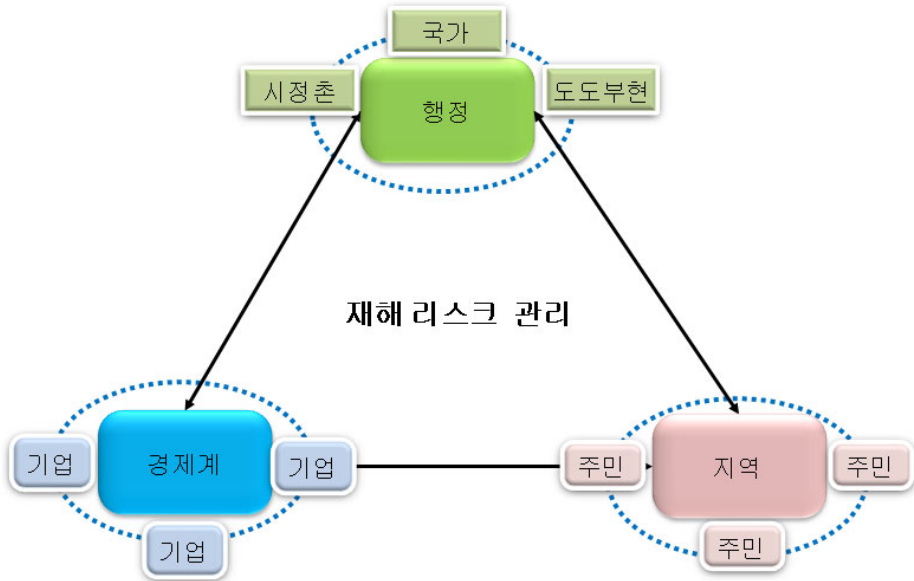 국가
시정촌
행정
도도부현
재해 리스크 관리
기업
경제계
기업
기업
주민
지역
주민
주민